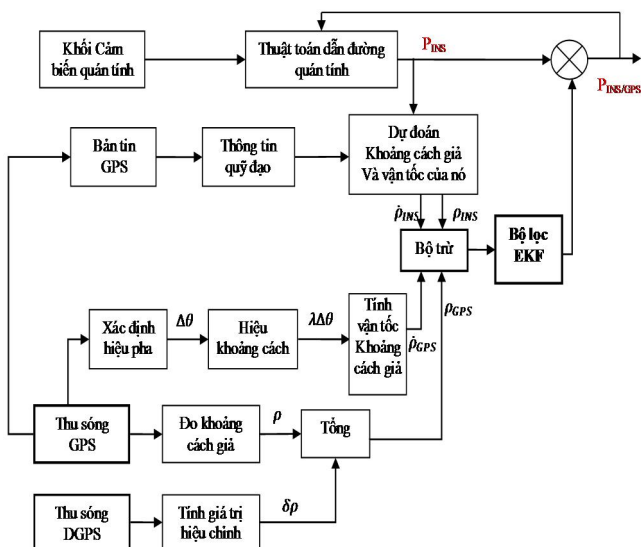 Khối Cảm
biến quán tính
Thuật toán dẫn đường
quán tính
P_INS
P_INS/GPS
Bản tin
GPS
Thông tin
quỹ đạo
Dự đoán
Khoảng cách giả
Và vận tốc của nó
ρ̇_INS
ρ_INS
Bộ trừ
Bộ lọc
EKF
Xác định
hiệu pha
Δθ
Hiệu
khoảng cách
λΔθ
Tính
vận tốc
Khoảng
cách giả
ρ̇_GPS
ρ_GPS
Thu sóng
GPS
Đo khoảng
cách giả
ρ
Tổng
Thu sóng
DGPS
Tính giá trị
hiệu chỉnh
δρ